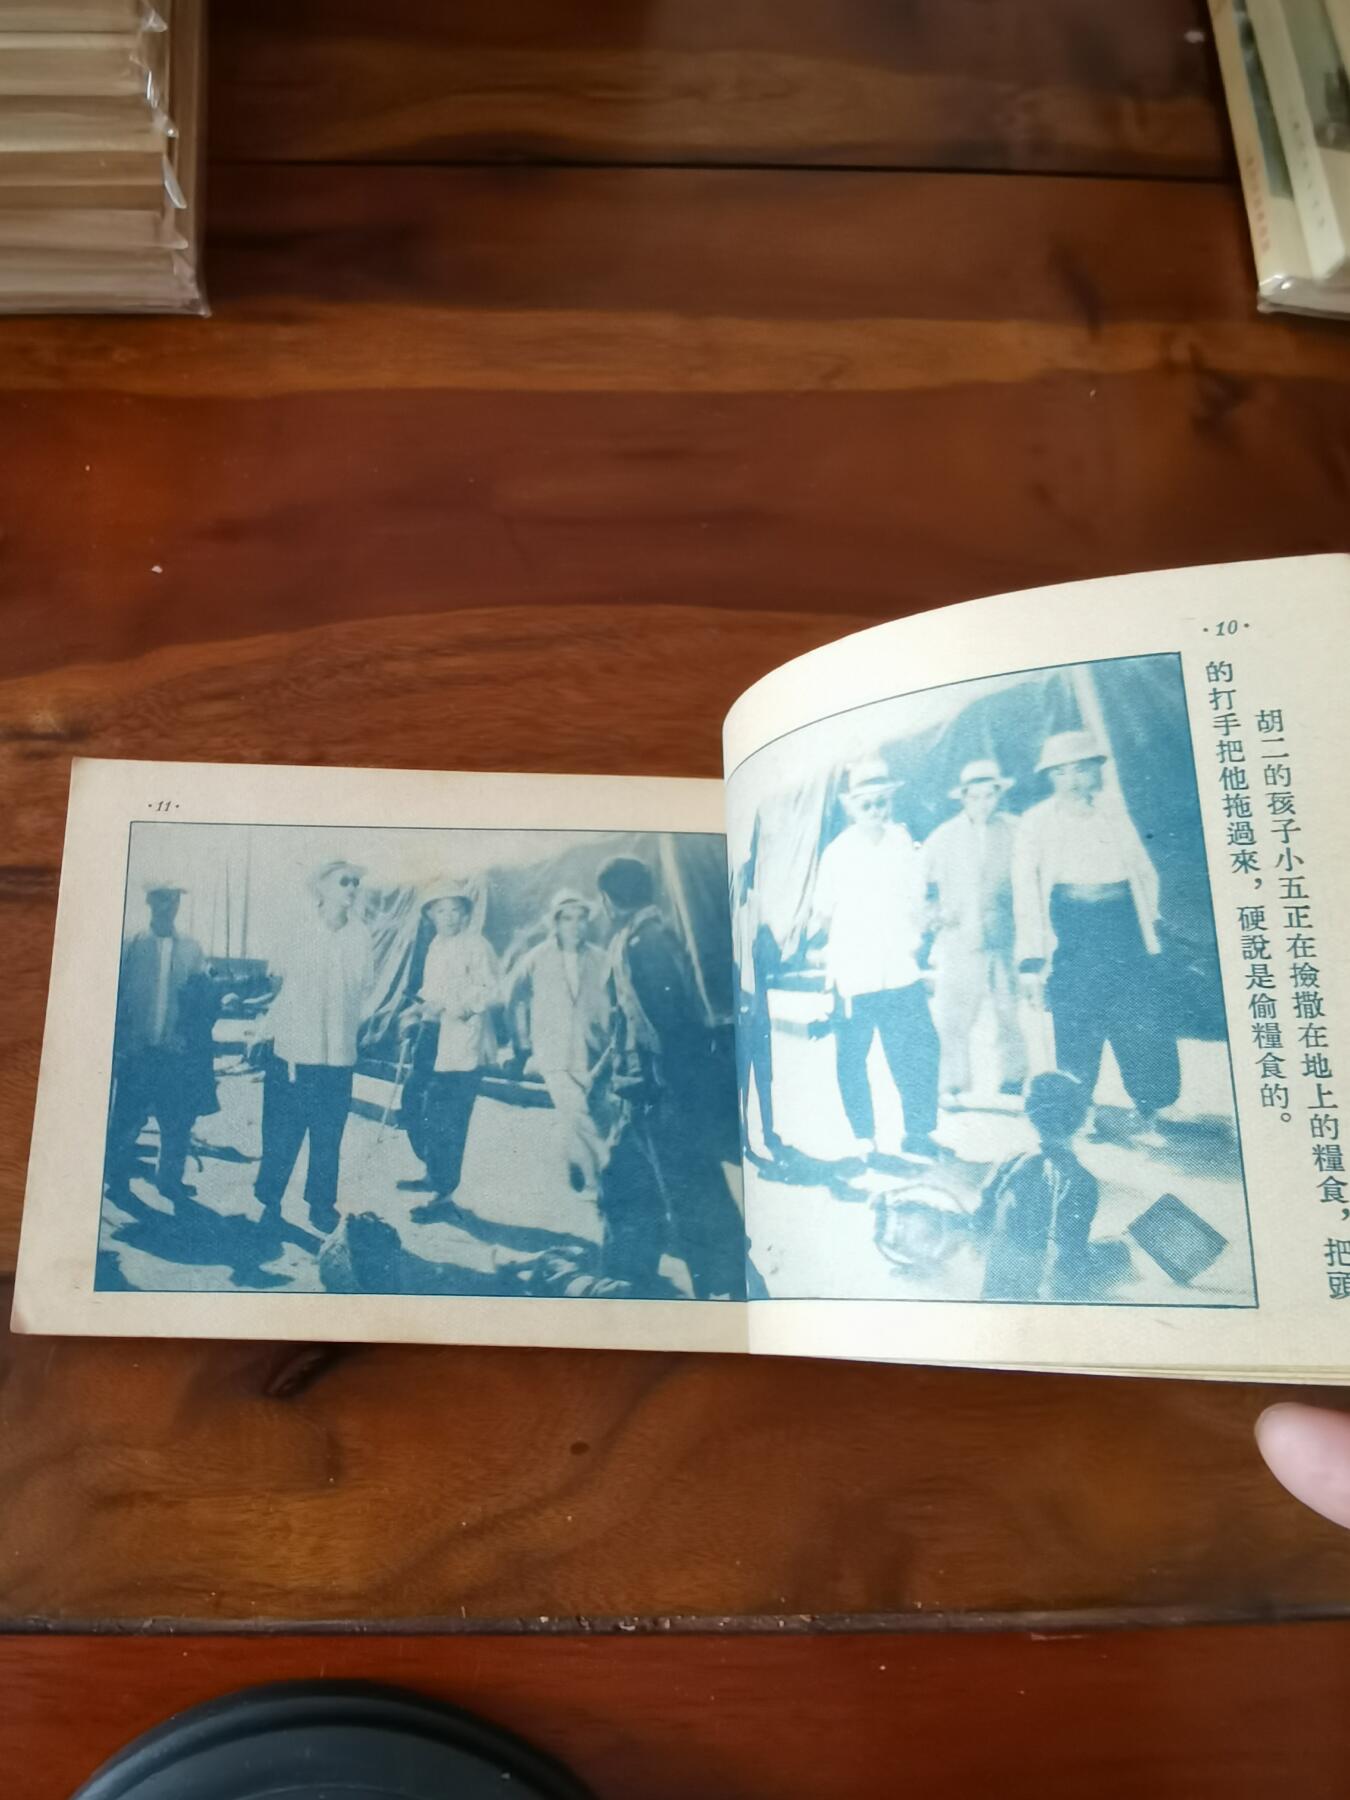 ·10·
胡二的孩子小五正在撿撒在地上的糧食，把頭
的打手把他拖過來，硬說是偷糧食的。
·11·